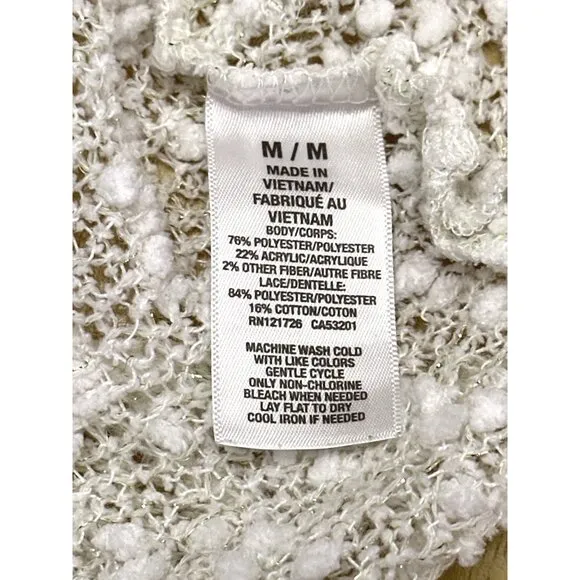 M / M
MADE IN
VIETNAM/
FABRIQUÉ AU
VIETNAM
BODY/CORPS:
76% POLYESTER/POLYESTER
22% ACRYLIC/ACRYLIQUE
2% OTHER FIBER/AUTRE FIBRE
LACE/DENTELLE:
84% POLYESTER/POLYESTER
16% COTTON/COTON
RN121726 CA53201
MACHINE WASH COLD
WITH LIKE COLORS
GENTLE CYCLE
ONLY NON-CHLORINE
BLEACH WHEN NEEDED
LAY FLAT TO DRY
COOL IRON IF NEEDED